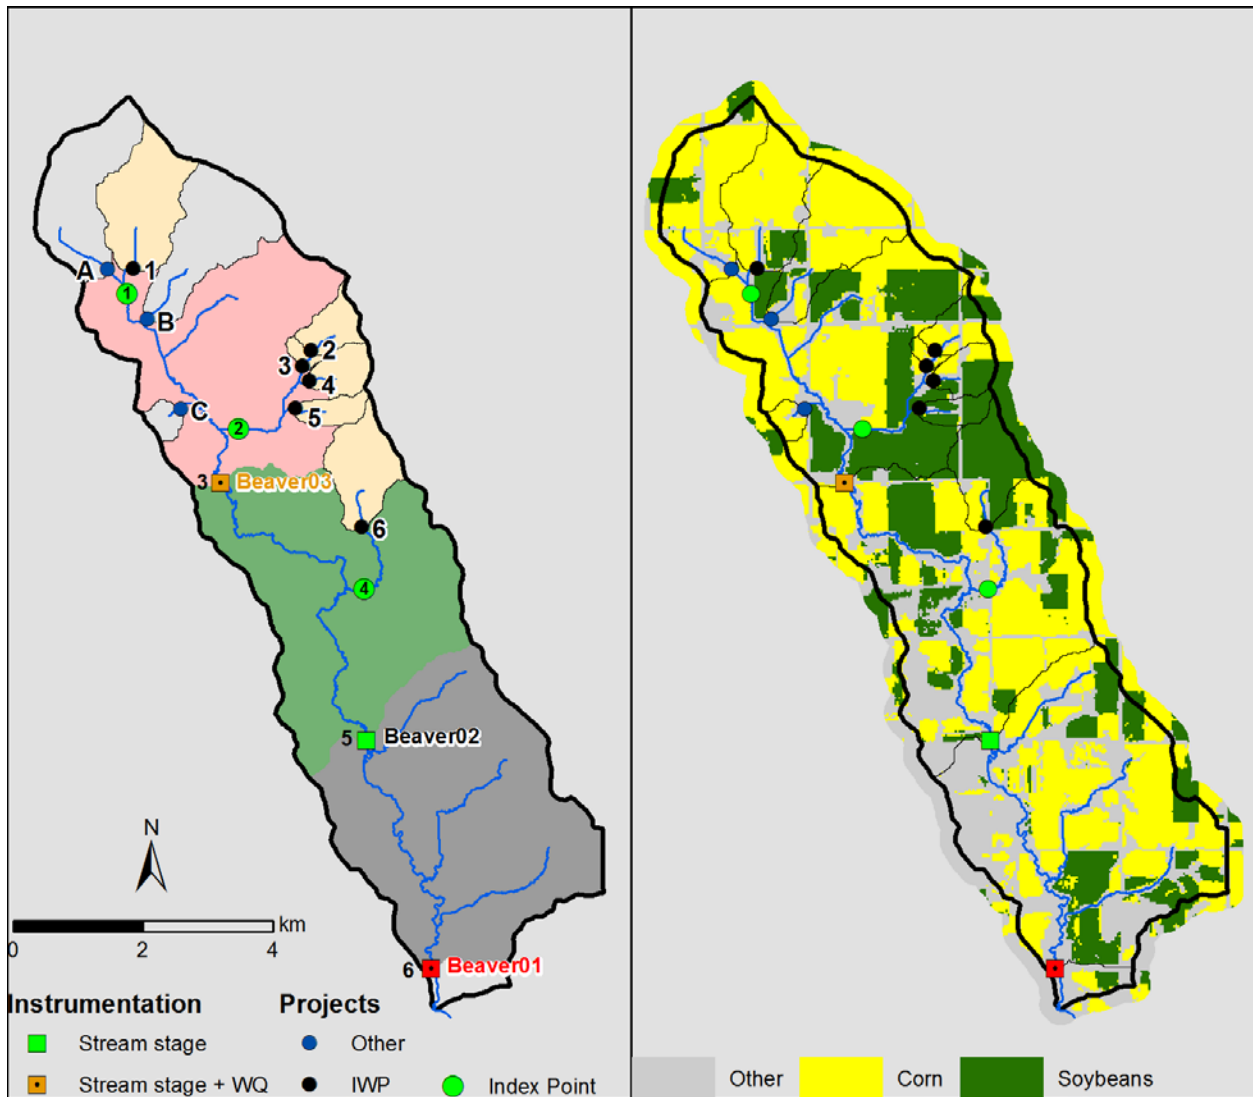 A
1
1
B
2
3
4
C
5
2
3
Beaver03
6
4
5
Beaver02
N
km
0
2
4
6
Beaver01
Instrumentation
Projects
Stream stage
Other
Stream stage + WQ
IWP
Index Point
Other
Corn
Soybeans